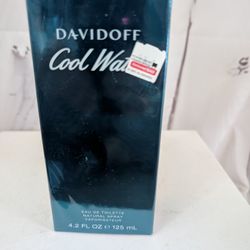 DAVIDOFF
Cool Wat
EAU DE TOILETTE
NATURAL SPRAY
VAPORISATEUR
4.2 FL OZ ℮ 125 mL